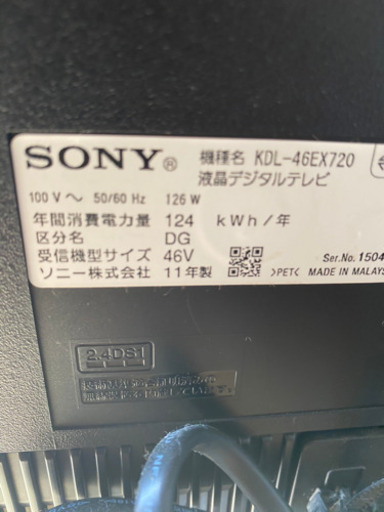 SONY® 機種名 KDL-46EX720
液晶デジタルテレビ
100 V～ 50/60 Hz 126 W
年間消費電力量 124 kWh/年
区分名 DG
受信機型サイズ 46V
ソニー株式会社 11年製
Ser.No. 1504
>PET< MADE IN MALAYS
2.4DS1